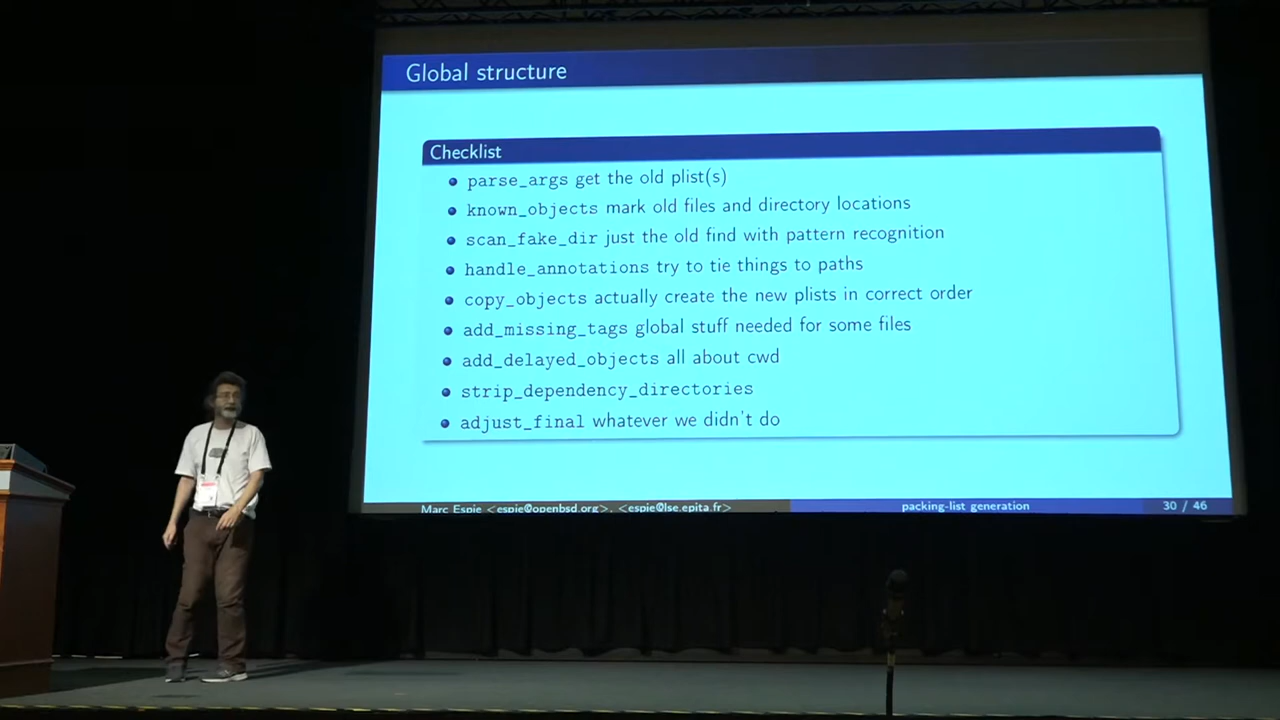 Global structure
Checklist
parse_args get the old plist(s)
known_objects mark old files and directory locations
scan_fake_dir just the old find with pattern recognition
handle_annotations try to tie things to paths
copy_objects actually create the new plists in correct order
add_missing_tags global stuff needed for some files
add_delayed_objects all about cwd
strip_dependency_directories
adjust_final whatever we didn't do
Marc Espie <espie@openbsd.org>, <espie@lse.epita.fr> packing-list generation 30 / 46